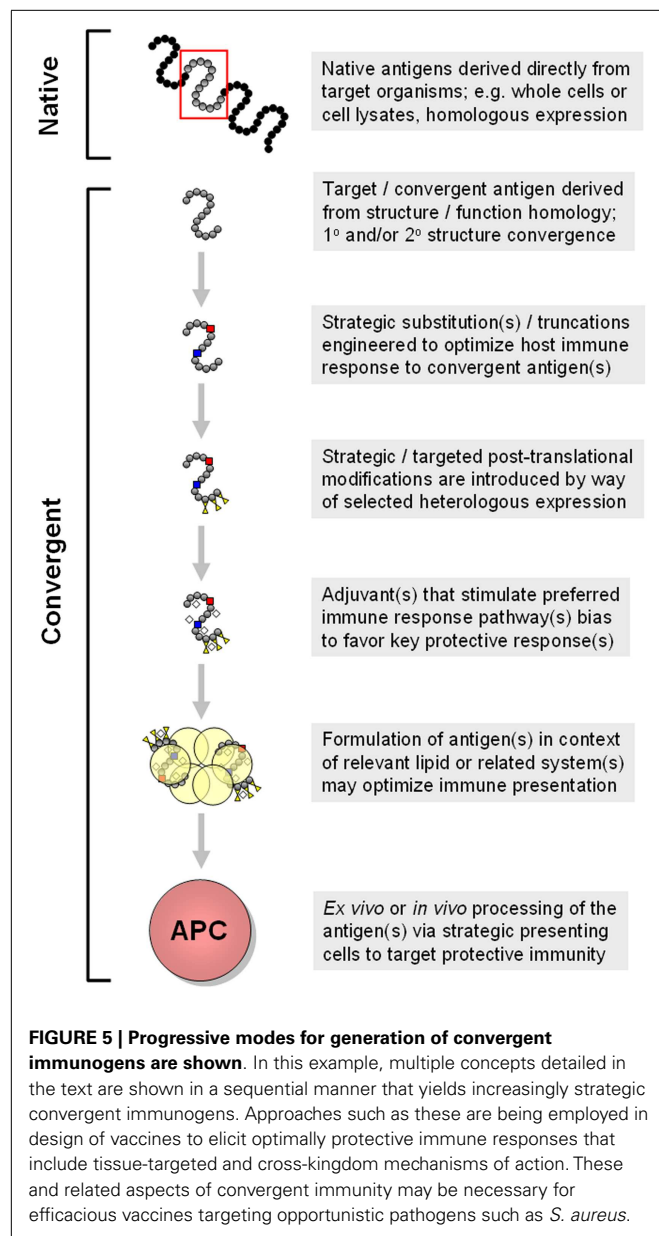 Native
Native antigens derived directly from
target organisms; e.g. whole cells or
cell lysates, homologous expression
Convergent
Target / convergent antigen derived
from structure / function homology;
1º and/or 2º structure convergence
Strategic substitution(s) / truncations
engineered to optimize host immune
response to convergent antigen(s)
Strategic / targeted post-translational
modifications are introduced by way
of selected heterologous expression
Adjuvant(s) that stimulate preferred
immune response pathway(s) bias
to favor key protective response(s)
Formulation of antigen(s) in context
of relevant lipid or related system(s)
may optimize immune presentation
APC
Ex vivo or in vivo processing of the
antigen(s) via strategic presenting
cells to target protective immunity
FIGURE 5 | Progressive modes for generation of convergent
immunogens are shown. In this example, multiple concepts detailed in
the text are shown in a sequential manner that yields increasingly strategic
convergent immunogens. Approaches such as these are being employed in
design of vaccines to elicit optimally protective immune responses that
include tissue-targeted and cross-kingdom mechanisms of action. These
and related aspects of convergent immunity may be necessary for
efficacious vaccines targeting opportunistic pathogens such as S. aureus.